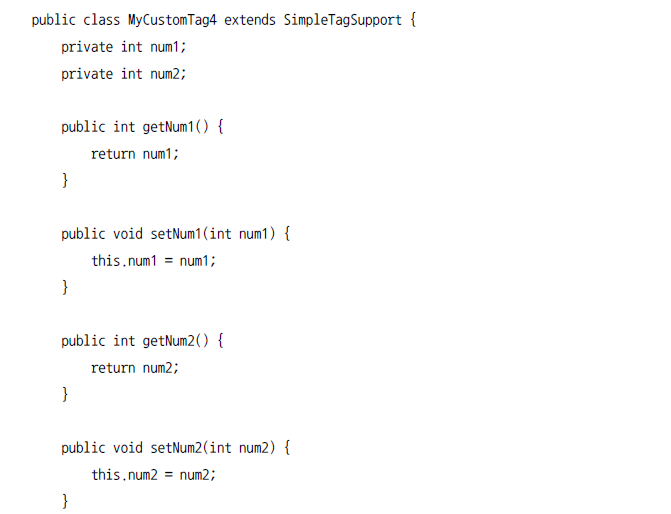 public class MyCustomTag4 extends SimpleTagSupport {
private int num1;
private int num2;
public int getNum1() {
return num1;
}
public void setNum1(int num1) {
this.num1 = num1;
}
public int getNum2() {
return num2;
}
public void setNum2(int num2) {
this.num2 = num2;
}